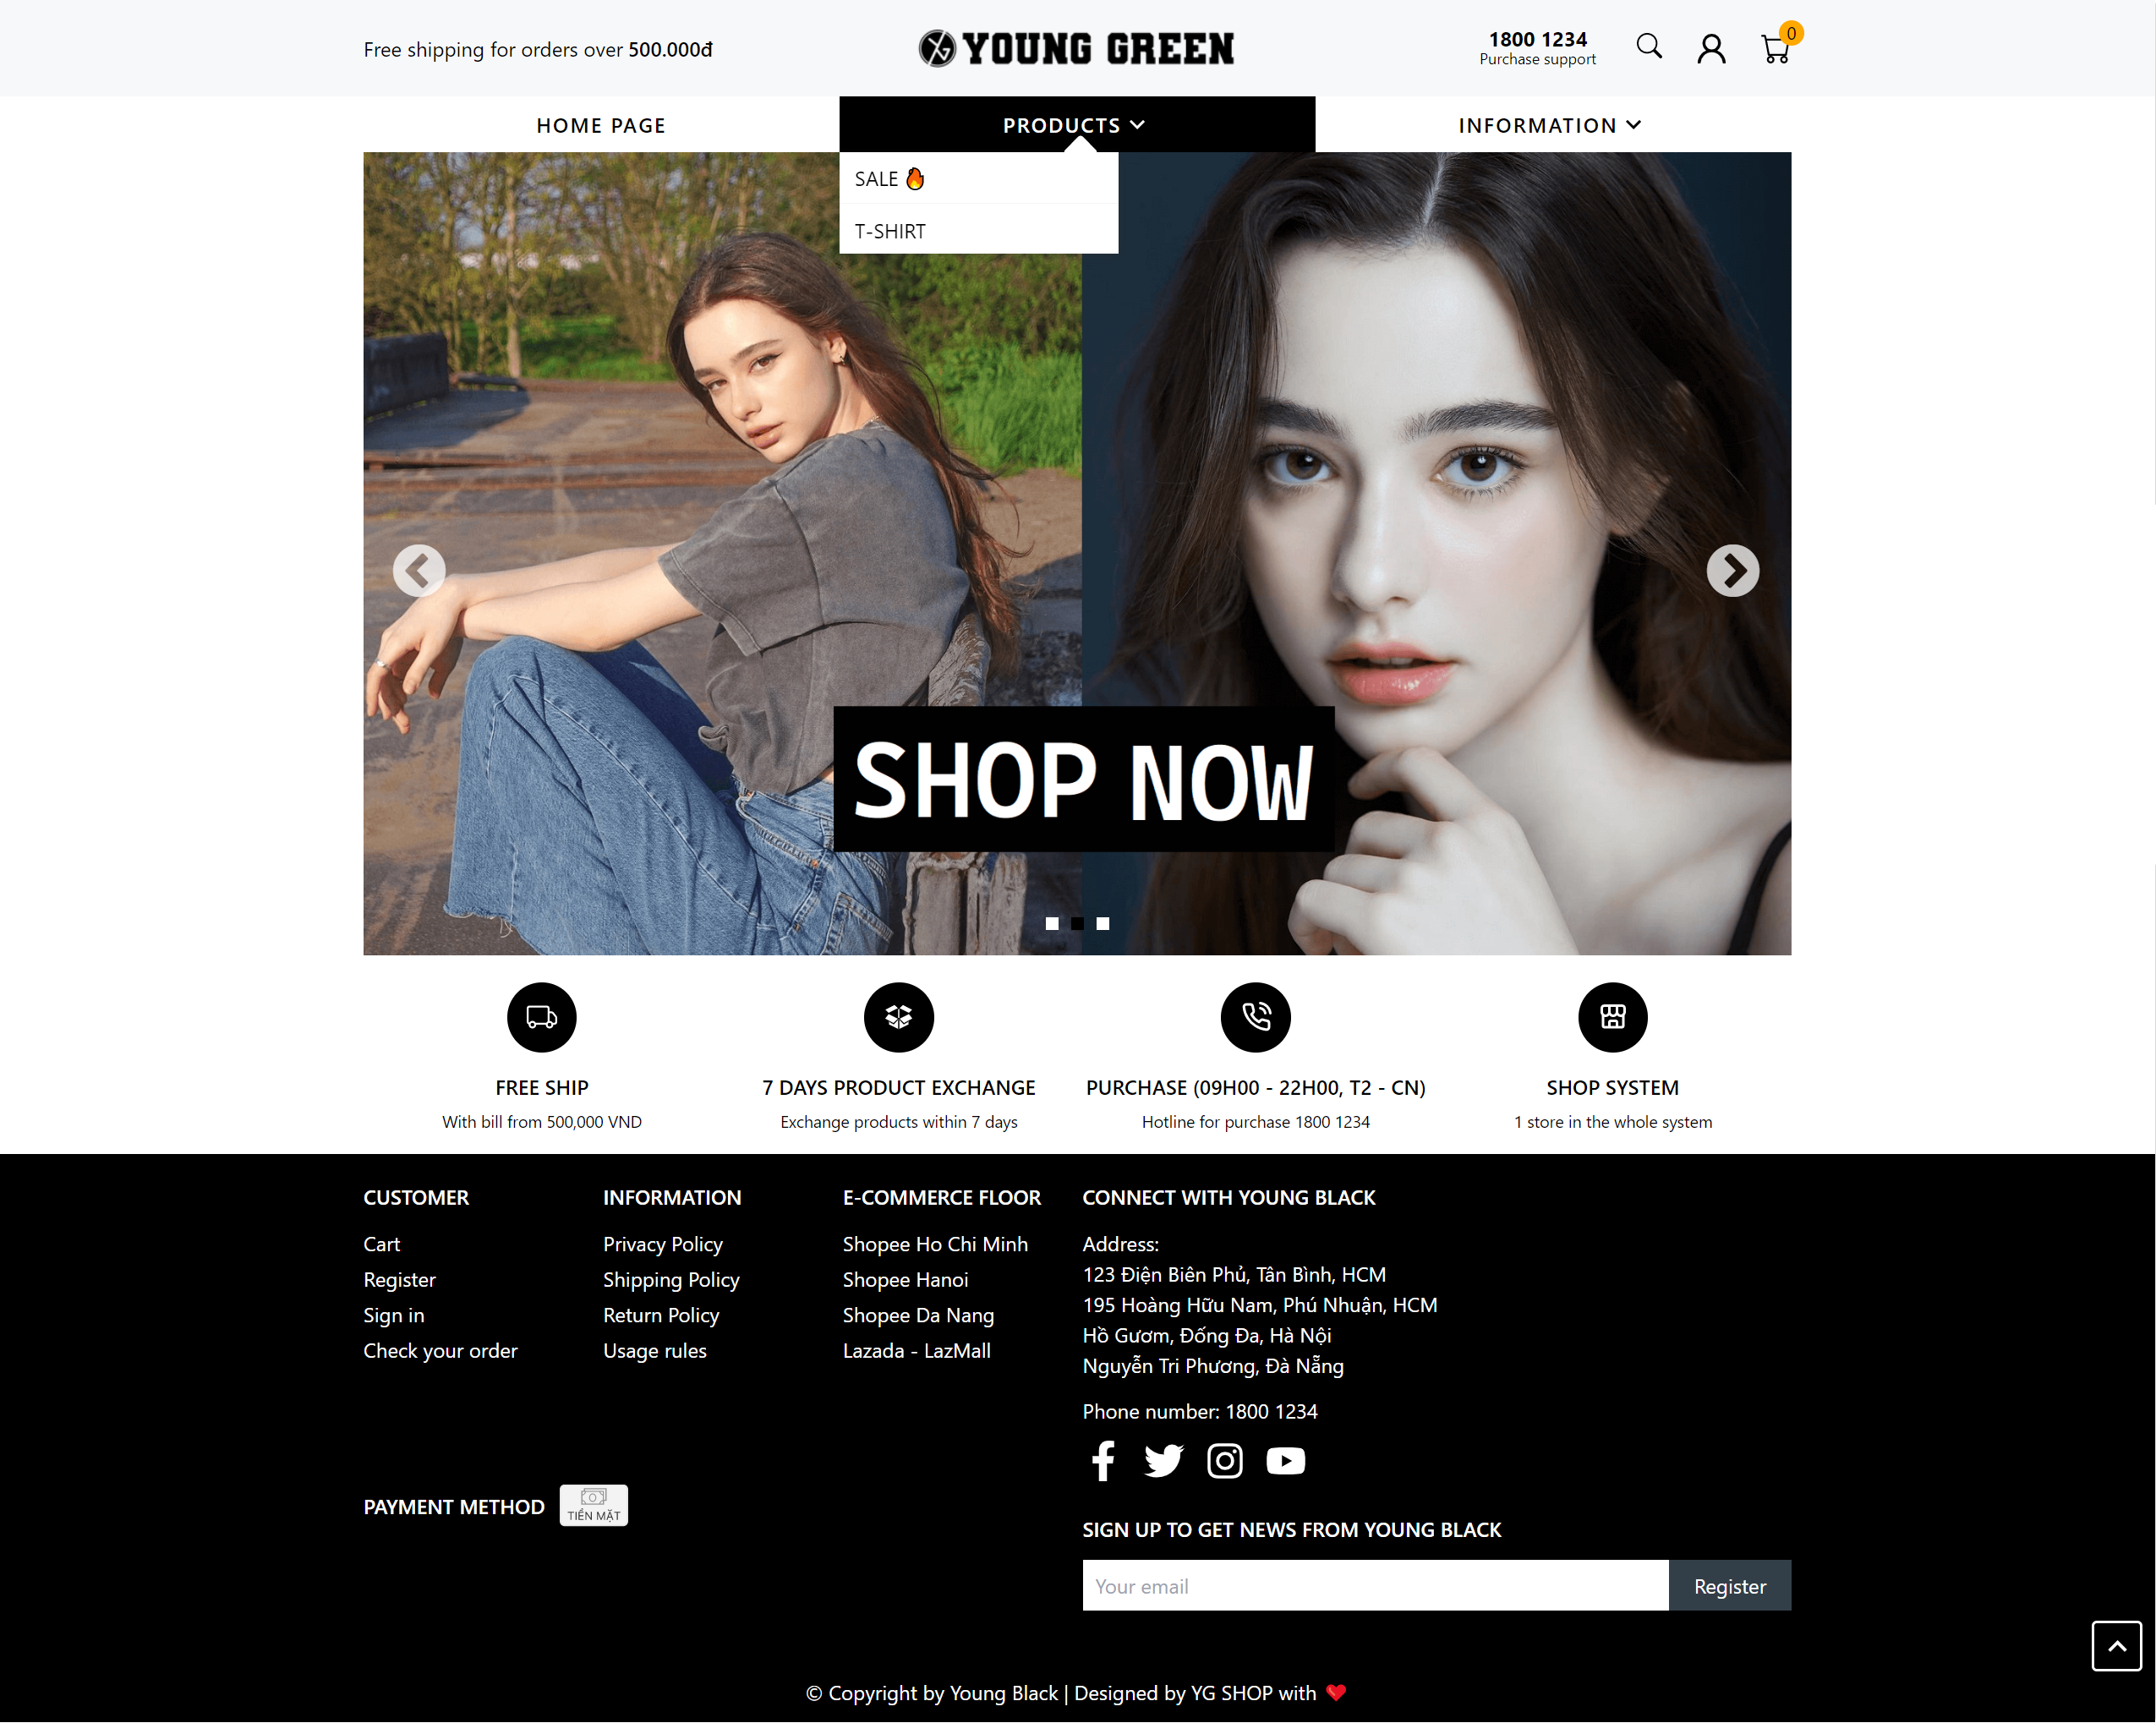 Free shipping for orders over 500.000đ
YOUNG GREEN
1800 1234
Purchase support
0
HOME PAGE
PRODUCTS
INFORMATION
SALE 🔥
T-SHIRT
SHOP NOW
FREE SHIP
With bill from 500,000 VND
7 DAYS PRODUCT EXCHANGE
Exchange products within 7 days
PURCHASE (09H00 - 22H00, T2 - CN)
Hotline for purchase 1800 1234
SHOP SYSTEM
1 store in the whole system
CUSTOMER
Cart
Register
Sign in
Check your order
INFORMATION
Privacy Policy
Shipping Policy
Return Policy
Usage rules
E-COMMERCE FLOOR
Shopee Ho Chi Minh
Shopee Hanoi
Shopee Da Nang
Lazada - LazMall
CONNECT WITH YOUNG BLACK
Address:
123 Điện Biên Phủ, Tân Bình, HCM
195 Hoàng Hữu Nam, Phú Nhuận, HCM
Hồ Gươm, Đống Đa, Hà Nội
Nguyễn Tri Phương, Đà Nẵng
Phone number: 1800 1234
PAYMENT METHOD
TIỀN MẶT
SIGN UP TO GET NEWS FROM YOUNG BLACK
Your email
Register
© Copyright by Young Black | Designed by YG SHOP with ❤️